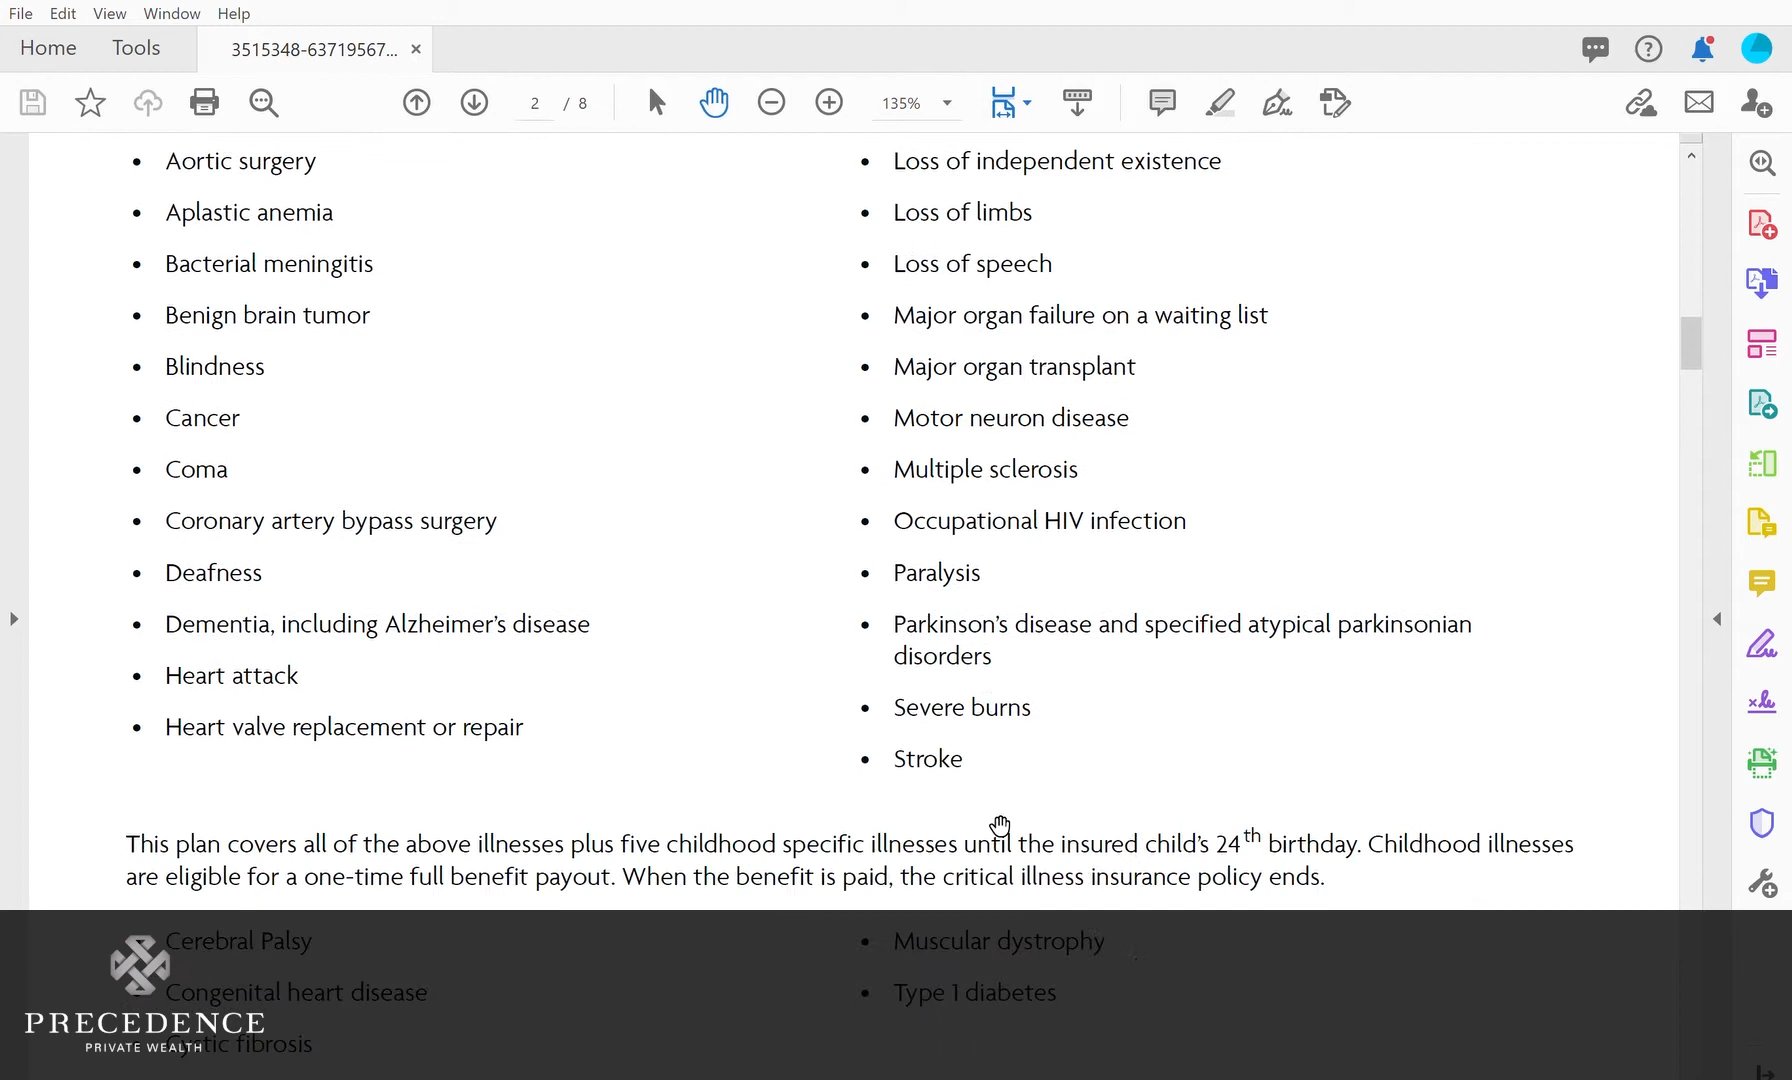 File Edit View Window Help
Home Tools 3515348-63719567... ×
2 / 8 135%
• Aortic surgery
• Aplastic anemia
• Bacterial meningitis
• Benign brain tumor
• Blindness
• Cancer
• Coma
• Coronary artery bypass surgery
• Deafness
• Dementia, including Alzheimer’s disease
• Heart attack
• Heart valve replacement or repair
• Loss of independent existence
• Loss of limbs
• Loss of speech
• Major organ failure on a waiting list
• Major organ transplant
• Motor neuron disease
• Multiple sclerosis
• Occupational HIV infection
• Paralysis
• Parkinson’s disease and specified atypical parkinsonian
disorders
• Severe burns
• Stroke
This plan covers all of the above illnesses plus five childhood specific illnesses until the insured child’s 24th birthday. Childhood illnesses
are eligible for a one-time full benefit payout. When the benefit is paid, the critical illness insurance policy ends.
Cerebral Palsy
Congenital heart disease
Cystic fibrosis
• Muscular dystrophy
• Type 1 diabetes
PRECEDENCE
PRIVATE WEALTH